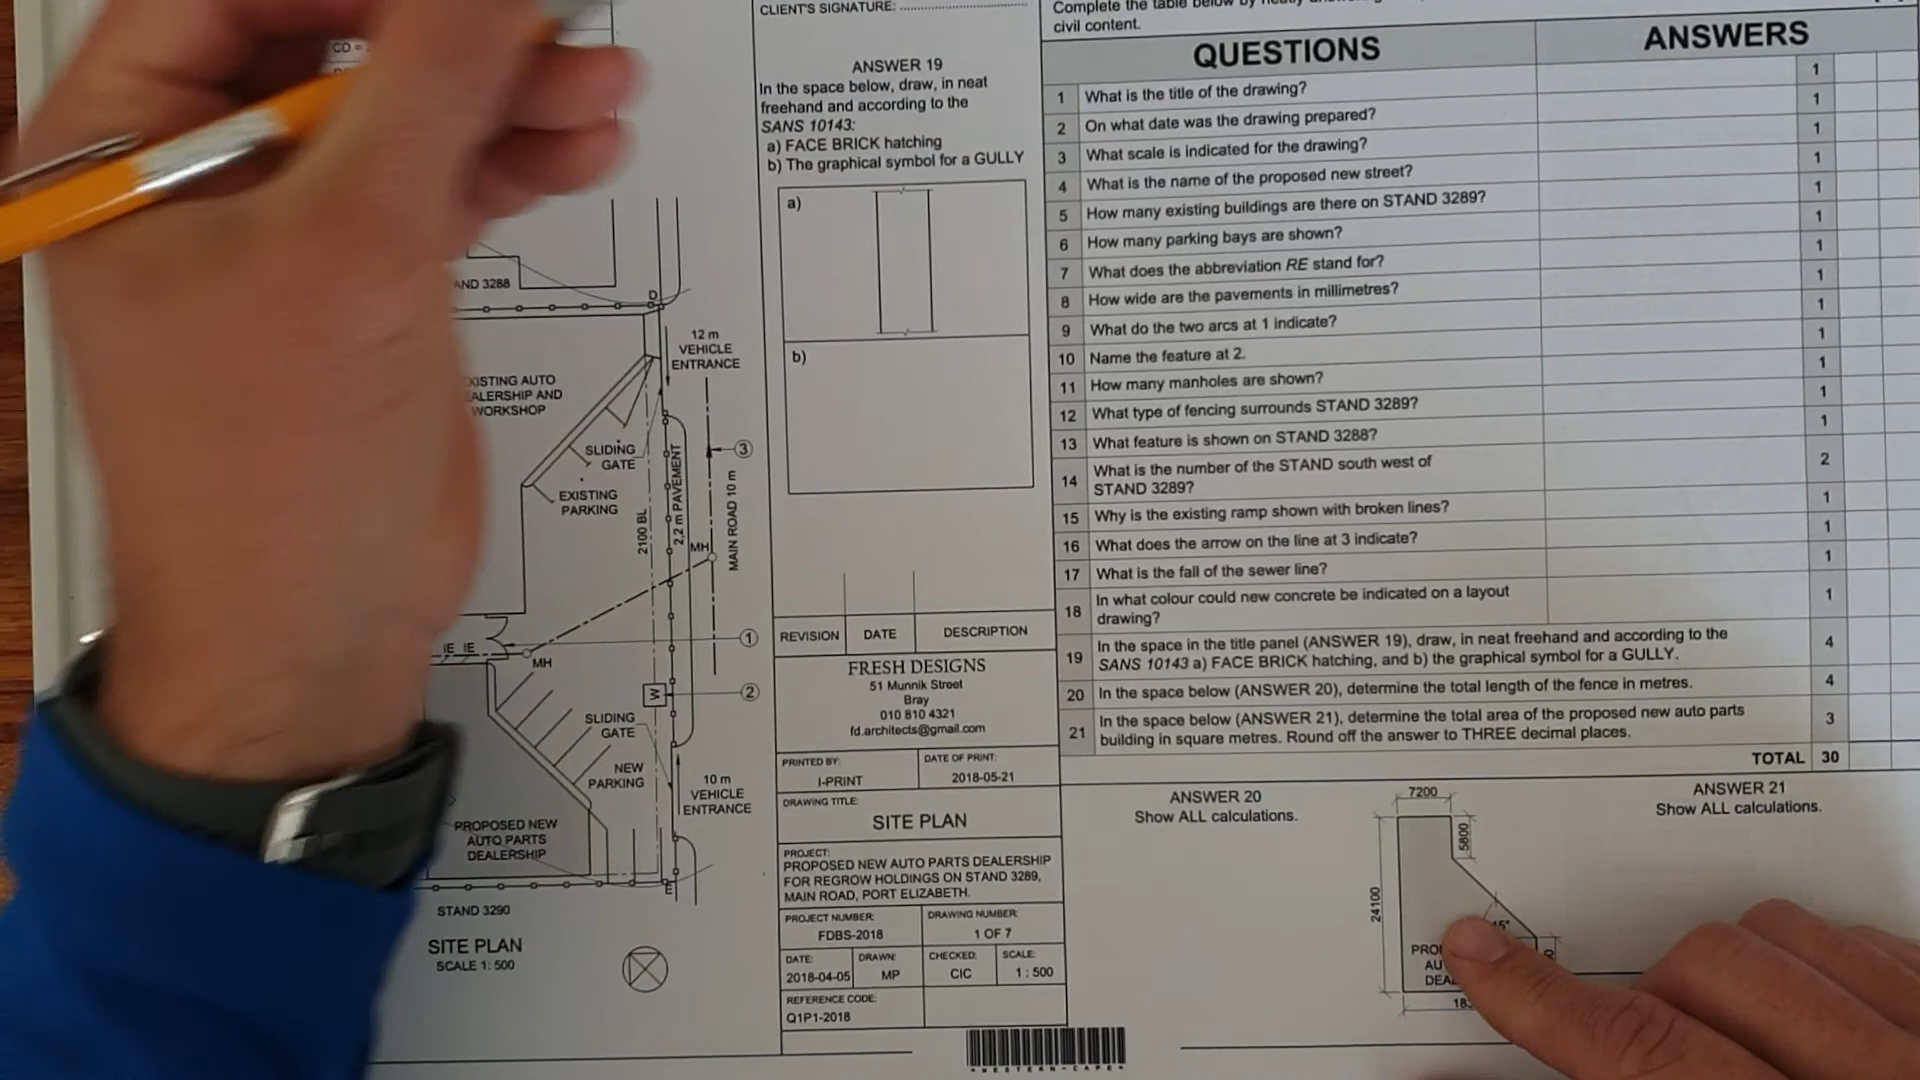 CD =
AND 3288
D
12 m
VEHICLE
ENTRANCE
ALERSHIP AND
WORKSHOP
SLIDING
GATE
EXISTING
PARKING
2100 BL
2,2 m PAVEMENT
MAIN ROAD 10 m
3
MH
IE IE
MH
1
W
2
SLIDING
GATE
NEW
PARKING
10 m
VEHICLE
ENTRANCE
PROPOSED NEW
AUTO PARTS
DEALERSHIP
E
STAND 3290
SITE PLAN
SCALE 1: 500
CLIENT'S SIGNATURE:
ANSWER 19
In the space below, draw, in neat
freehand and according to the
SANS 10143:
a) FACE BRICK hatching
b) The graphical symbol for a GULLY
a)
b)
REVISION DATE DESCRIPTION
FRESH DESIGNS
51 Munnik Street
Bray
010 810 4321
fd.architects@gmail.com
PRINTED BY: DATE OF PRINT:
I-PRINT 2018-05-21
DRAWING TITLE:
SITE PLAN
PROJECT:
PROPOSED NEW AUTO PARTS DEALERSHIP
FOR REGROW HOLDINGS ON STAND 3289,
MAIN ROAD, PORT ELIZABETH.
PROJECT NUMBER: DRAWING NUMBER:
FDBS-2018 1 OF 7
DATE: DRAWN: CHECKED: SCALE:
2018-04-05 MP CIC 1 : 500
REFERENCE CODE:
Q1P1-2018
*WESTERN-CAPE*
Complete the table below by neatly
civil content.
QUESTIONS ANSWERS
1 What is the title of the drawing? 1
2 On what date was the drawing prepared? 1
3 What scale is indicated for the drawing? 1
4 What is the name of the proposed new street? 1
5 How many existing buildings are there on STAND 3289? 1
6 How many parking bays are shown? 1
7 What does the abbreviation RE stand for? 1
8 How wide are the pavements in millimetres? 1
9 What do the two arcs at 1 indicate? 1
10 Name the feature at 2. 1
11 How many manholes are shown? 1
12 What type of fencing surrounds STAND 3289? 1
13 What feature is shown on STAND 3288? 1
14 What is the number of the STAND south west of
STAND 3289? 2
15 Why is the existing ramp shown with broken lines? 1
16 What does the arrow on the line at 3 indicate? 1
17 What is the fall of the sewer line? 1
18 In what colour could new concrete be indicated on a layout
drawing? 1
19 In the space in the title panel (ANSWER 19), draw, in neat freehand and according to the
SANS 10143 a) FACE BRICK hatching, and b) the graphical symbol for a GULLY. 4
20 In the space below (ANSWER 20), determine the total length of the fence in metres. 4
21 In the space below (ANSWER 21), determine the total area of the proposed new auto parts
building in square metres. Round off the answer to THREE decimal places. 3
TOTAL 30
ANSWER 20
Show ALL calculations.
ANSWER 21
Show ALL calculations.
7200
5800
24100